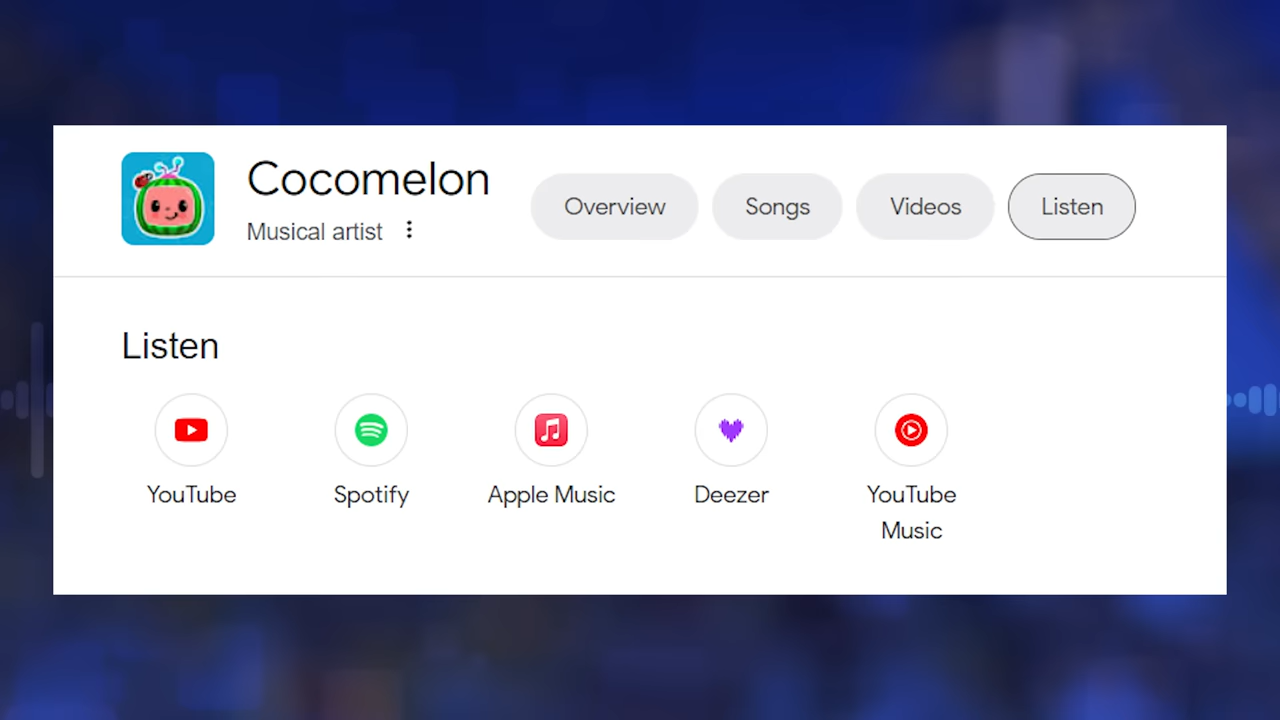 Cocomelon
Musical artist
Overview
Songs
Videos
Listen
Listen
YouTube
Spotify
Apple Music
Deezer
YouTube
Music